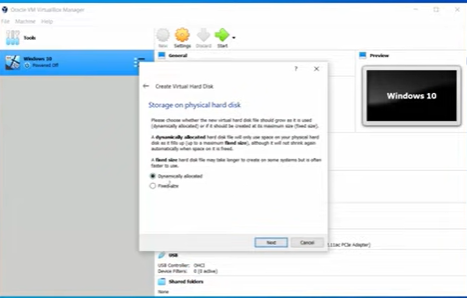 Oracle VM VirtualBox Manager
File Machine Help
Tools
New Settings Discard Start
General
Preview
Windows 10
Powered Off
Windows 10
Create Virtual Hard Disk
Storage on physical hard disk
Please choose whether the new virtual hard disk file should grow as it is used
(dynamically allocated) or if it should be created at its maximum size (fixed size).
A dynamically allocated hard disk file will only use space on your physical hard
disk as it fills up (up to a maximum fixed size), although it will not shrink again
automatically when space on it is freed.
A fixed size hard disk file may take longer to create on some systems but is often
faster to use.
Dynamically allocated
Fixed size
Next Cancel
PCIe Adapter)
USB
USB Controller: OHCI
Device Filters: 0 (0 active)
Shared folders
None